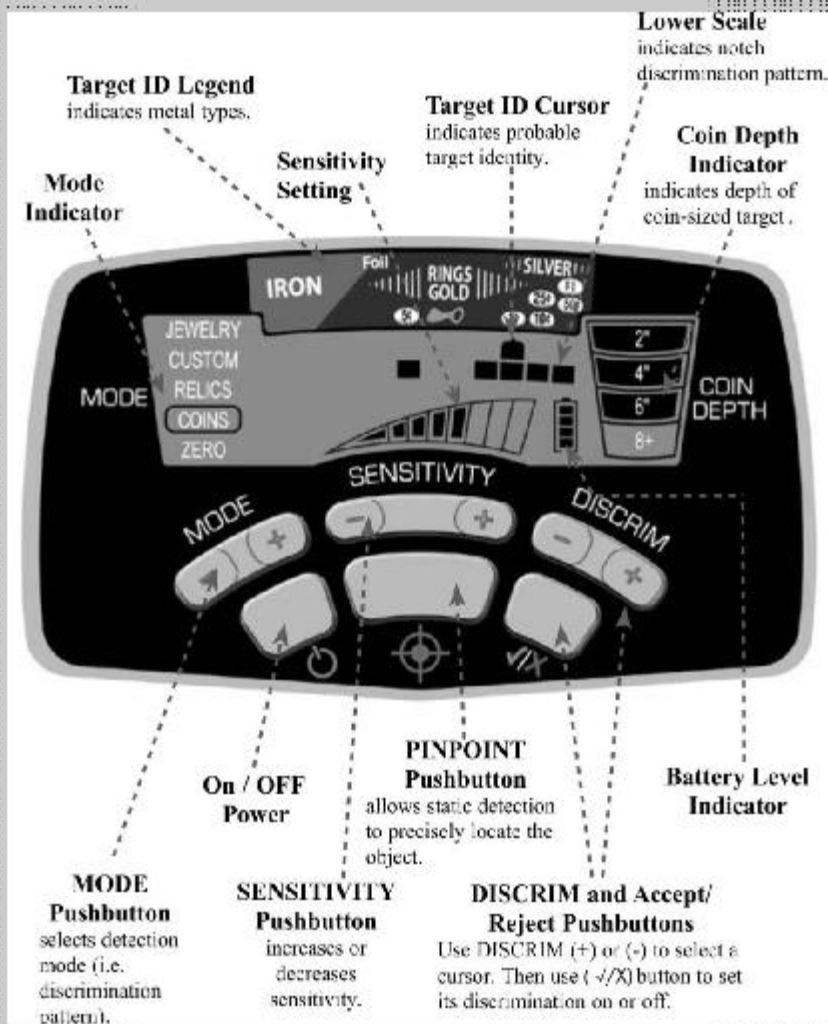 Lower Scale
indicates notch
discrimination pattern.
Target ID Legend
indicates metal types.
Target ID Cursor
indicates probable
target identity.
Coin Depth
Indicator
indicates depth of
coin-sized target .
Sensitivity
Setting
Mode
Indicator
IRON
Foil
RINGS
GOLD
SILVER
5¢
25¢
50¢
10¢
JEWELRY
CUSTOM
RELICS
COINS
ZERO
MODE
2"
4"
6"
8+
COIN
DEPTH
SENSITIVITY
- +
MODE
+
DISCRIM
- +
√/X
On / OFF
Power
PINPOINT
Pushbutton
allows static detection
to precisely locate the
object.
Battery Level
Indicator
MODE
Pushbutton
selects detection
mode (i.e.
discrimination
pattern).
SENSITIVITY
Pushbutton
increases or
decreases
sensitivity.
DISCRIM and Accept/
Reject Pushbuttons
Use DISCRIM (+) or (-) to select a
cursor. Then use ( √/X) button to set
its discrimination on or off.